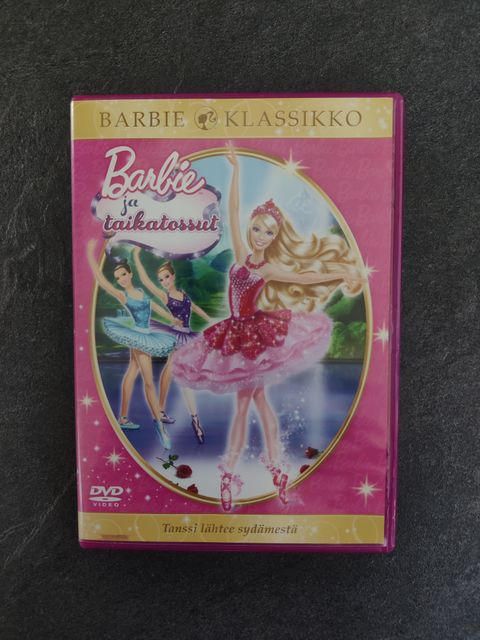 BARBIE KLASSIKKO
Barbie
ja
taikatossut
DVD
VIDEO
Tanssi lähtee sydämestä